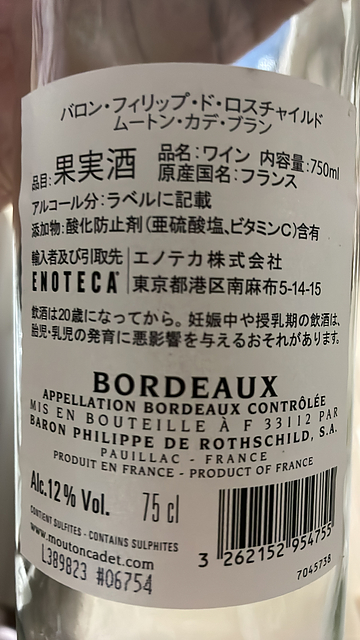 バロン・フィリップ・ド・ロスチャイルド
ムートン・カデ・ブラン
品目:果実酒 品名:ワイン 内容量:750ml
原産国名:フランス
アルコール分:ラベルに記載
添加物:酸化防止剤(亜硫酸塩、ビタミンC)含有
輸入者及び引取先 エノテカ株式会社
ENOTECA 東京都港区南麻布5-14-15
飲酒は20歳になってから。妊娠中や授乳期の飲酒は、
胎児・乳児の発育に悪影響を与えるおそれがあります。
BORDEAUX
APPELLATION BORDEAUX CONTRÔLÉE
MIS EN BOUTEILLE À F 33112 PAR
BARON PHILIPPE DE ROTHSCHILD, S.A.
PAUILLAC - FRANCE
PRODUIT EN FRANCE - PRODUCT OF FRANCE
Alc.12% Vol. 75 cl
CONTIENT SULFITES - CONTAINS SULPHITES
www.moutoncadet.com
L389823 #06754
3 262152 954755
7045738